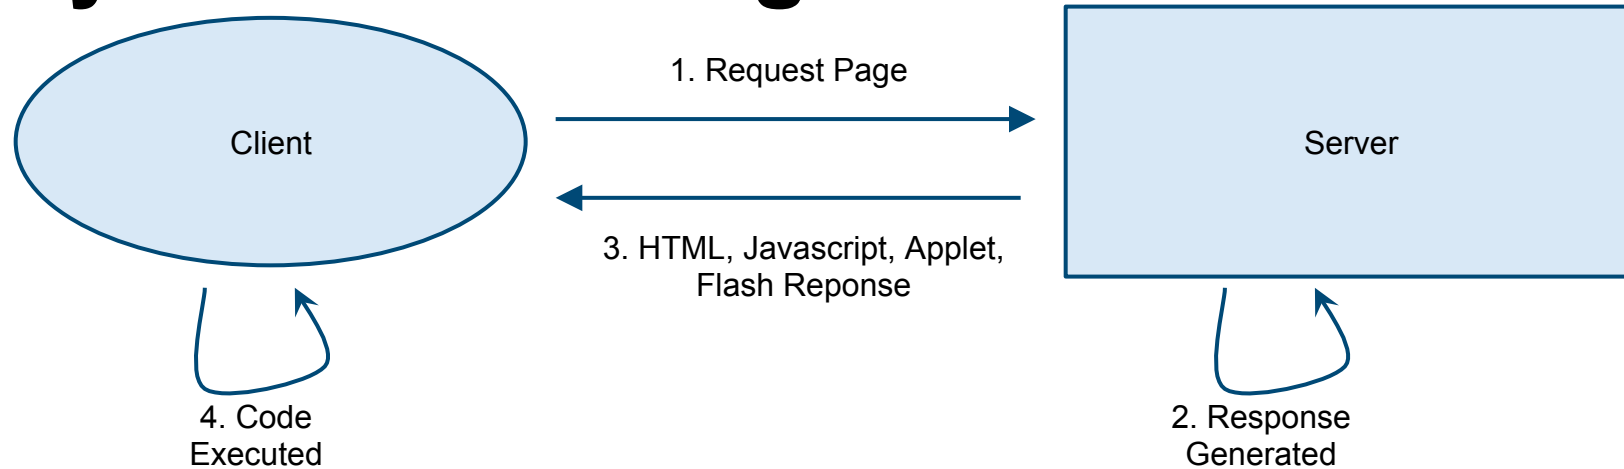 1. Request Page
Client
Server
3. HTML, Javascript, Applet,
Flash Reponse
4. Code
Executed
2. Response
Generated